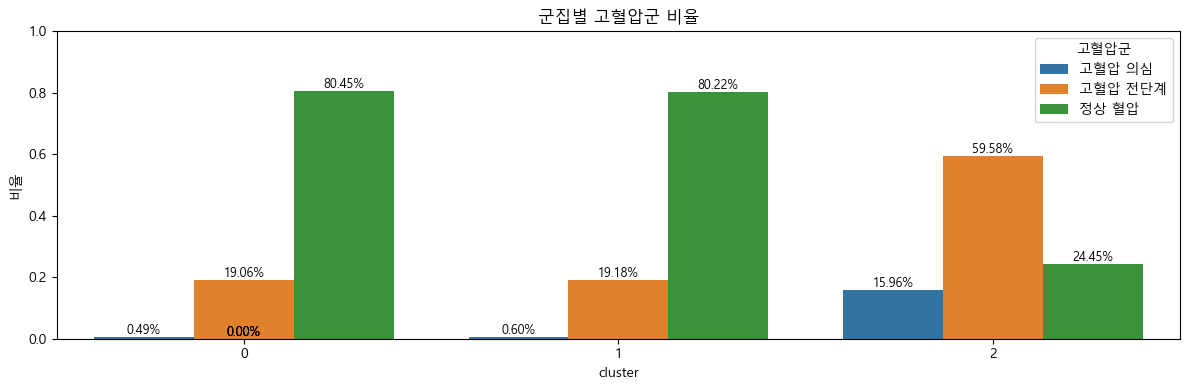 군집별 고혈압군 비율
1.0
0.8
0.6
0.4
0.2
0.0
비율
고혈압군
고혈압 의심
고혈압 전단계
정상 혈압
0.49%
19.06%
0.00%
80.45%
0.60%
19.18%
80.22%
15.96%
59.58%
24.45%
0
1
2
cluster